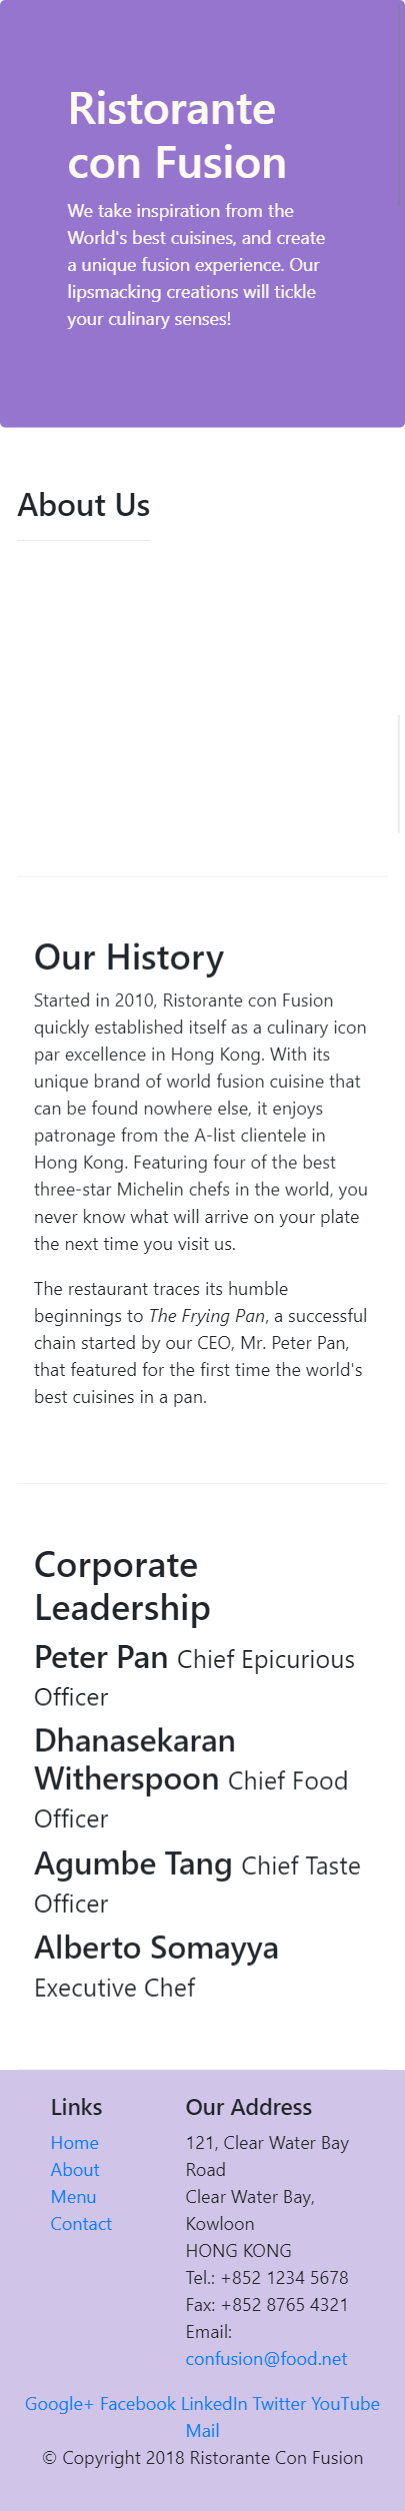 Ristorante
con Fusion
We take inspiration from the
World's best cuisines, and create
a unique fusion experience. Our
lipsmacking creations will tickle
your culinary senses!
About Us
Our History
Started in 2010, Ristorante con Fusion
quickly established itself as a culinary icon
par excellence in Hong Kong. With its
unique brand of world fusion cuisine that
can be found nowhere else, it enjoys
patronage from the A-list clientele in
Hong Kong. Featuring four of the best
three-star Michelin chefs in the world, you
never know what will arrive on your plate
the next time you visit us.
The restaurant traces its humble
beginnings to The Frying Pan, a successful
chain started by our CEO, Mr. Peter Pan,
that featured for the first time the world's
best cuisines in a pan.
Corporate
Leadership
Peter Pan Chief Epicurious
Officer
Dhanasekaran
Witherspoon Chief Food
Officer
Agumbe Tang Chief Taste
Officer
Alberto Somayya
Executive Chef
Links
Home
About
Menu
Contact
Our Address
121, Clear Water Bay
Road
Clear Water Bay,
Kowloon
HONG KONG
Tel.: +852 1234 5678
Fax: +852 8765 4321
Email:
confusion@food.net
Google+ Facebook LinkedIn Twitter YouTube
Mail
© Copyright 2018 Ristorante Con Fusion